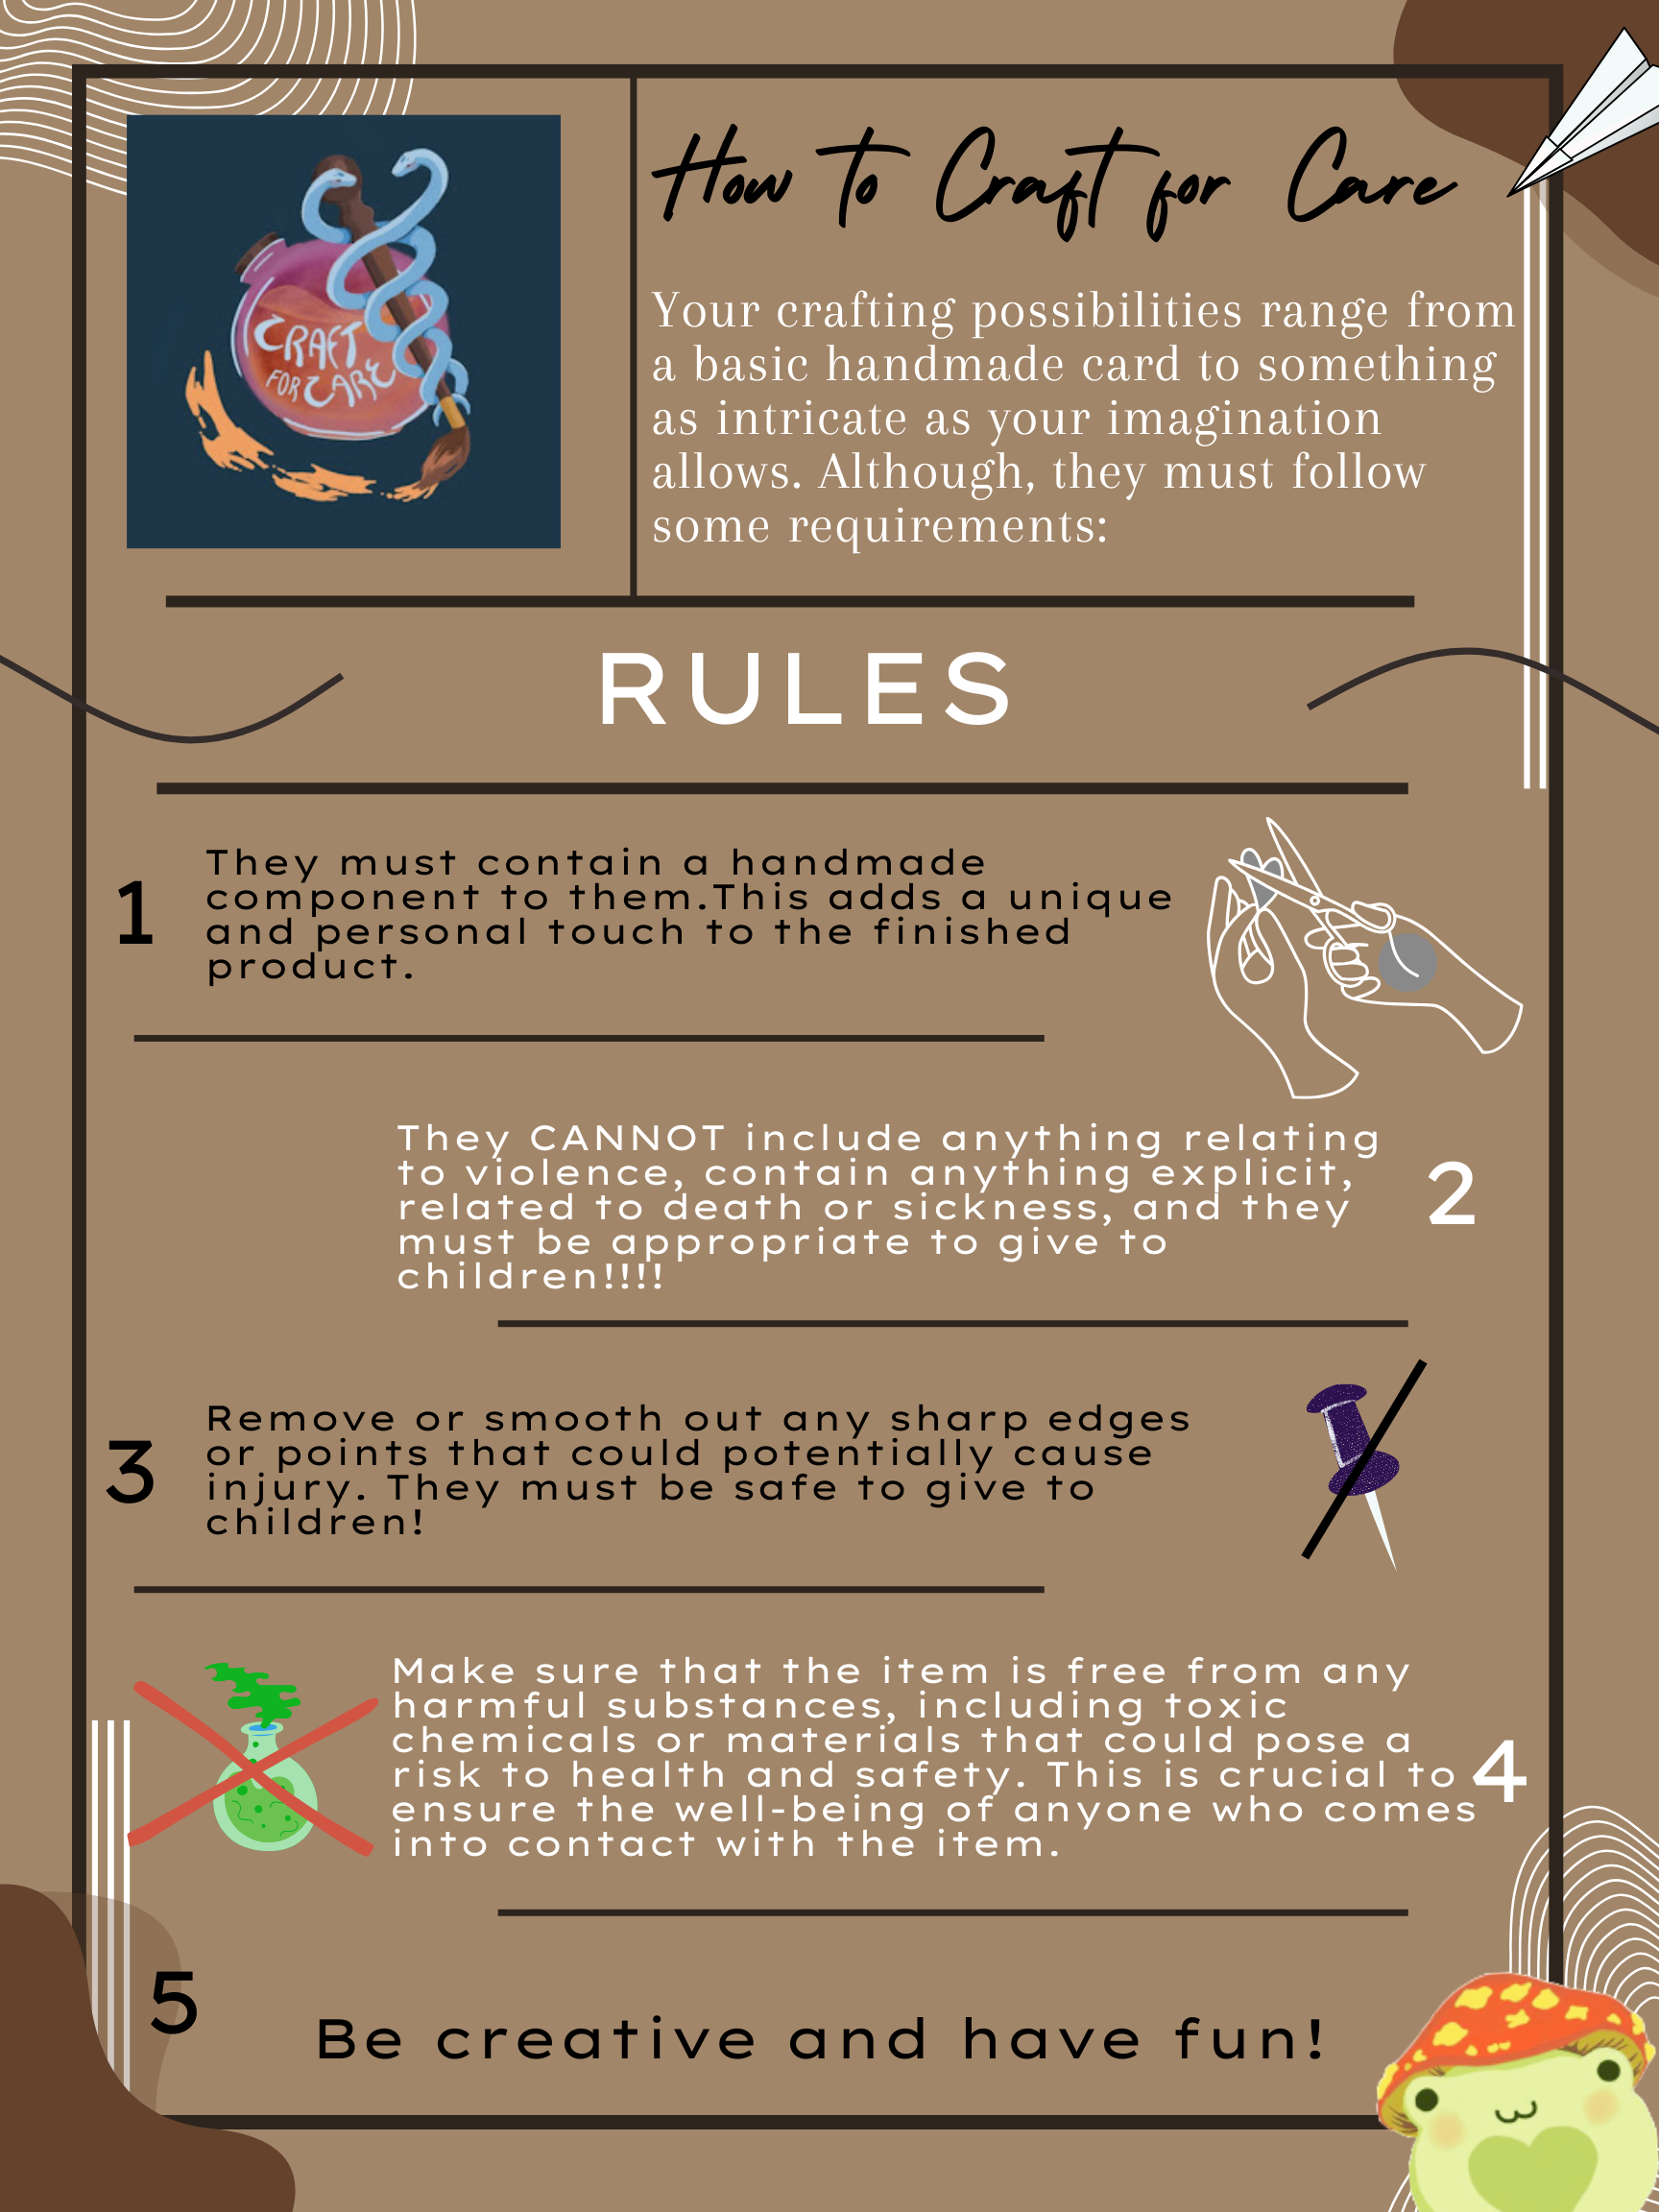 CRAFT
FOR CARE
How to Craft for Care
Your crafting possibilities range from
a basic handmade card to something
as intricate as your imagination
allows. Although, they must follow
some requirements:
RULES
1
They must contain a handmade
component to them.This adds a unique
and personal touch to the finished
product.
They CANNOT include anything relating
to violence, contain anything explicit,
related to death or sickness, and they
must be appropriate to give to
children!!!!
2
3
Remove or smooth out any sharp edges
or points that could potentially cause
injury. They must be safe to give to
children!
Make sure that the item is free from any
harmful substances, including toxic
chemicals or materials that could pose a
risk to health and safety. This is crucial to
ensure the well-being of anyone who comes
into contact with the item.
4
5
Be creative and have fun!